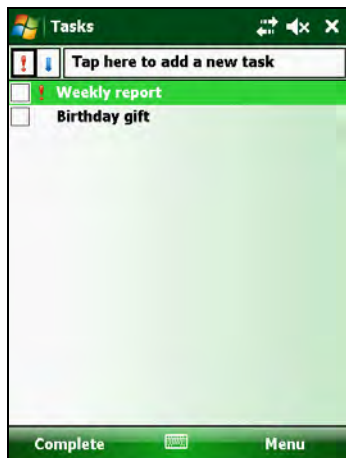 Tasks
Tap here to add a new task
Weekly report
Birthday gift
Complete
Menu